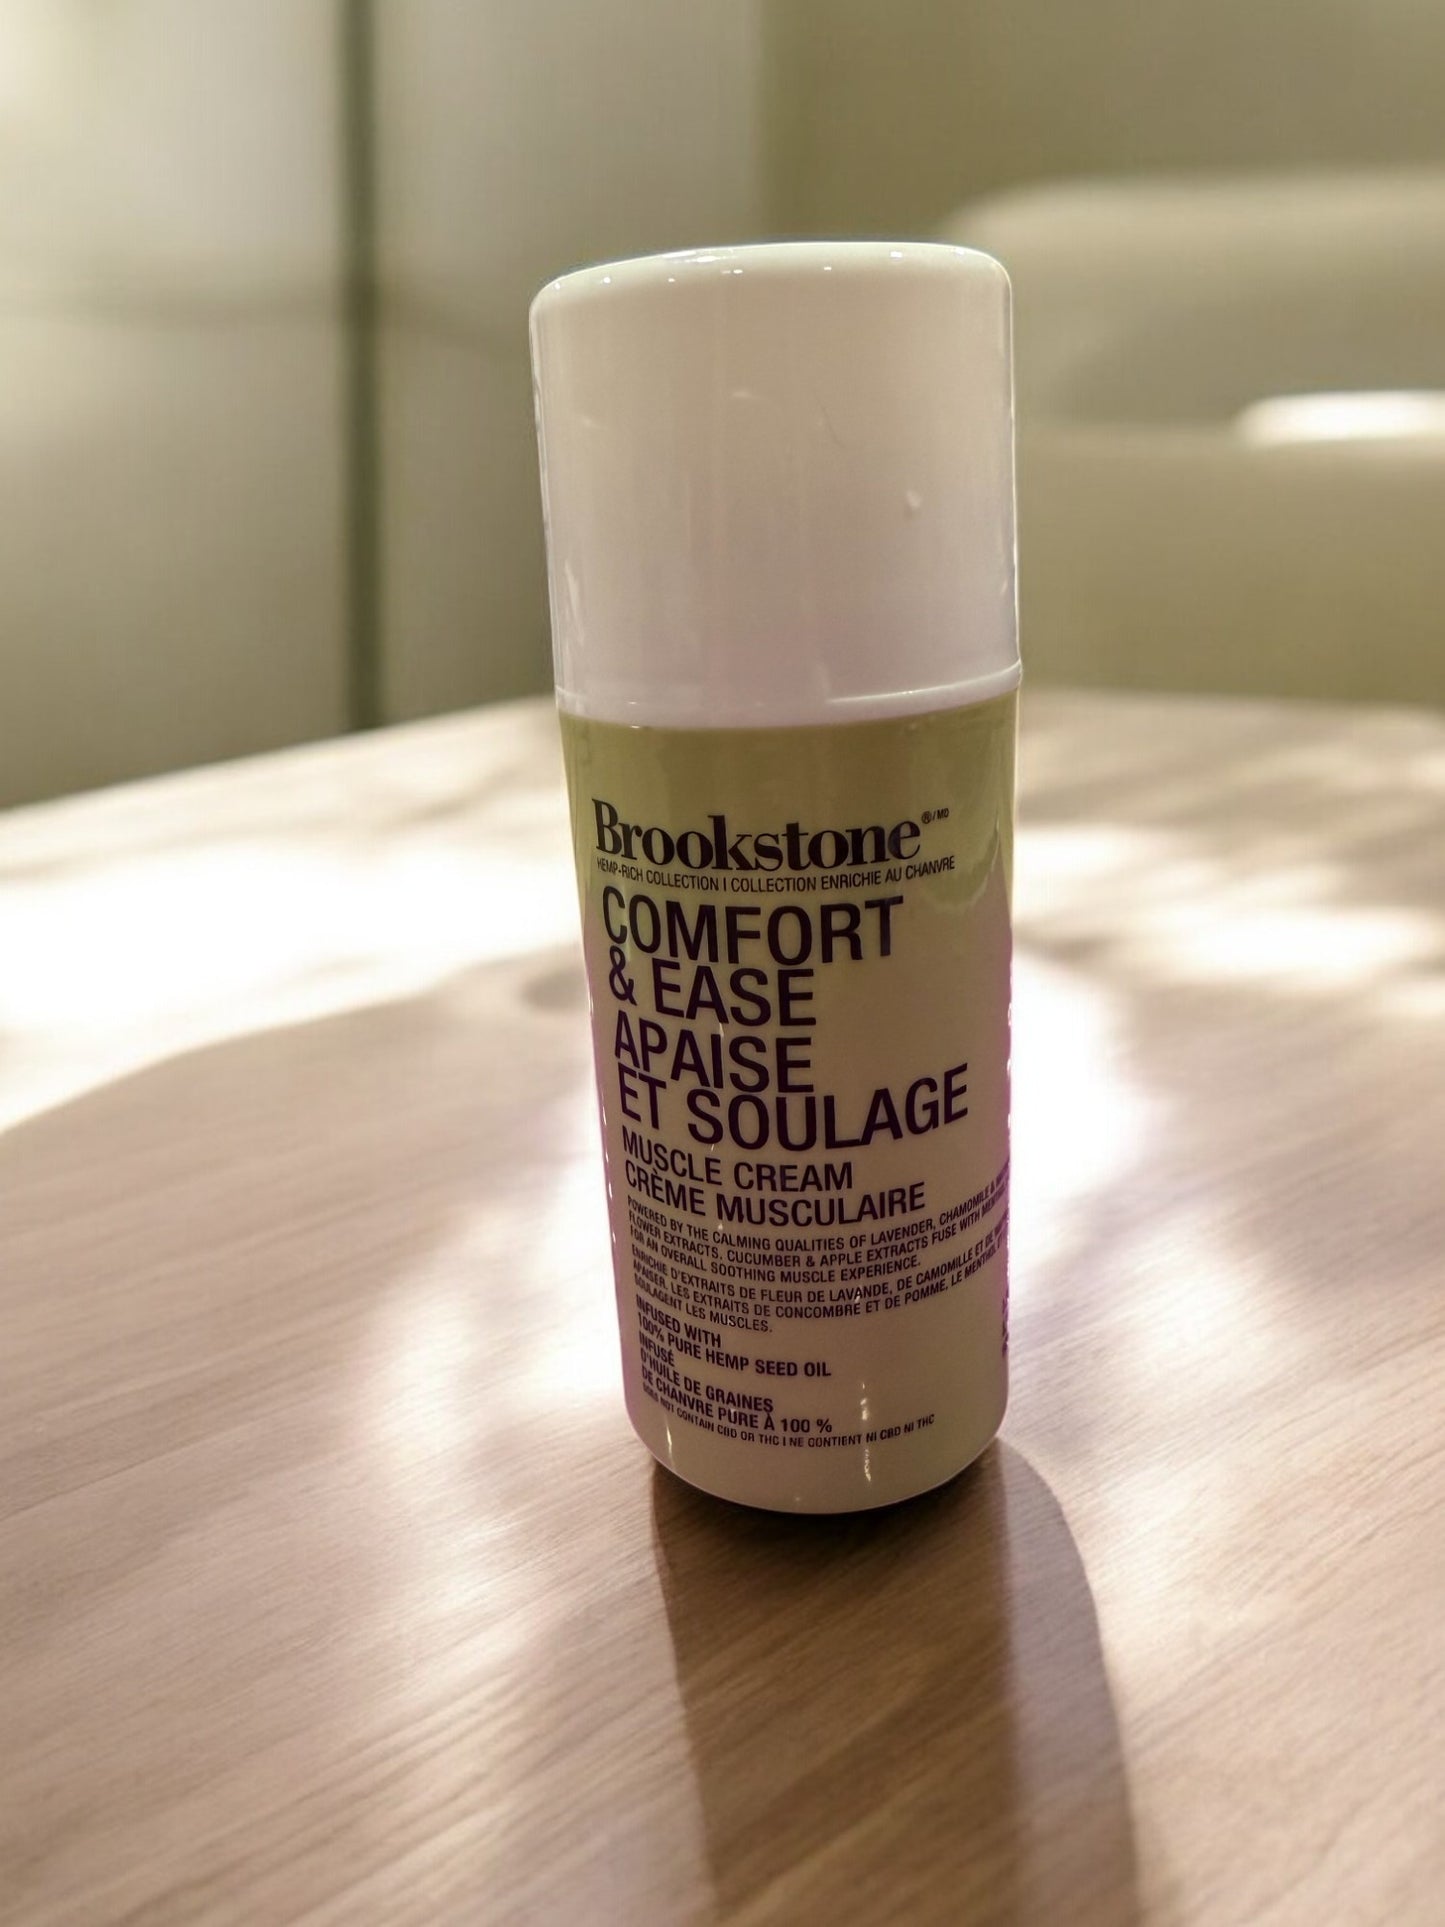 Brookstone®/MD
HEMP-RICH COLLECTION | COLLECTION ENRICHIE AU CHANVRE
COMFORT
& EASE
APAISE
ET SOULAGE
MUSCLE CREAM
CRÈME MUSCULAIRE
POWERED BY THE CALMING QUALITIES OF LAVENDER, CHAMOMILE &
FLOWER EXTRACTS. CUCUMBER & APPLE EXTRACTS FUSE WITH
FOR AN OVERALL SOOTHING MUSCLE EXPERIENCE.
ENRICHIE D'EXTRAITS DE FLEUR DE LAVANDE, DE CAMOMILLE ET DE
APAISER, LES EXTRAITS DE CONCOMBRE ET DE POMME, LE MENTHOL
SOULAGENT LES MUSCLES.
INFUSED WITH
100% PURE HEMP SEED OIL
INFUSÉ
D'HUILE DE GRAINES
DE CHANVRE PURE À 100 %
DOES NOT CONTAIN CBD OR THC | NE CONTIENT NI CBD NI THC